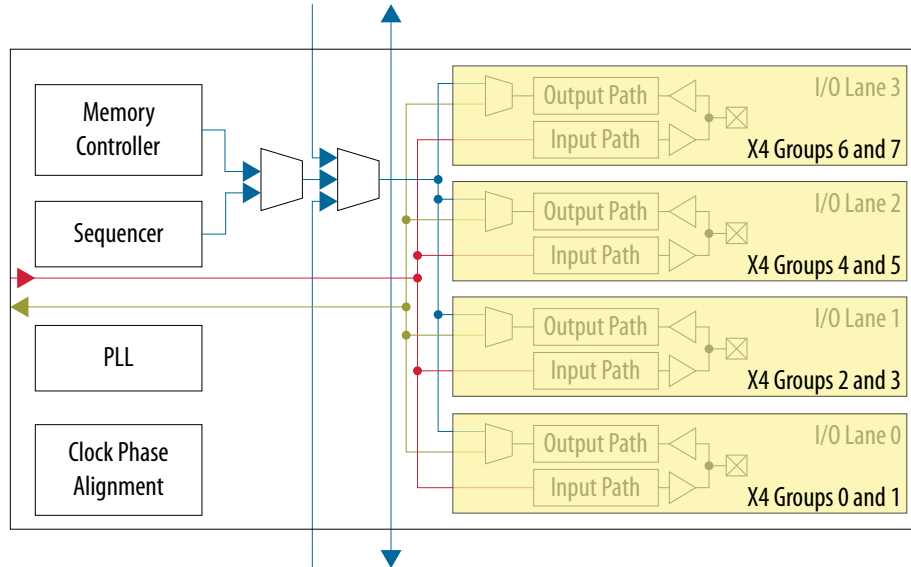 Memory
Controller
Sequencer
PLL
Clock Phase
Alignment
I/O Lane 3
Output Path
Input Path
X4 Groups 6 and 7
I/O Lane 2
Output Path
Input Path
X4 Groups 4 and 5
I/O Lane 1
Output Path
Input Path
X4 Groups 2 and 3
I/O Lane 0
Output Path
Input Path
X4 Groups 0 and 1